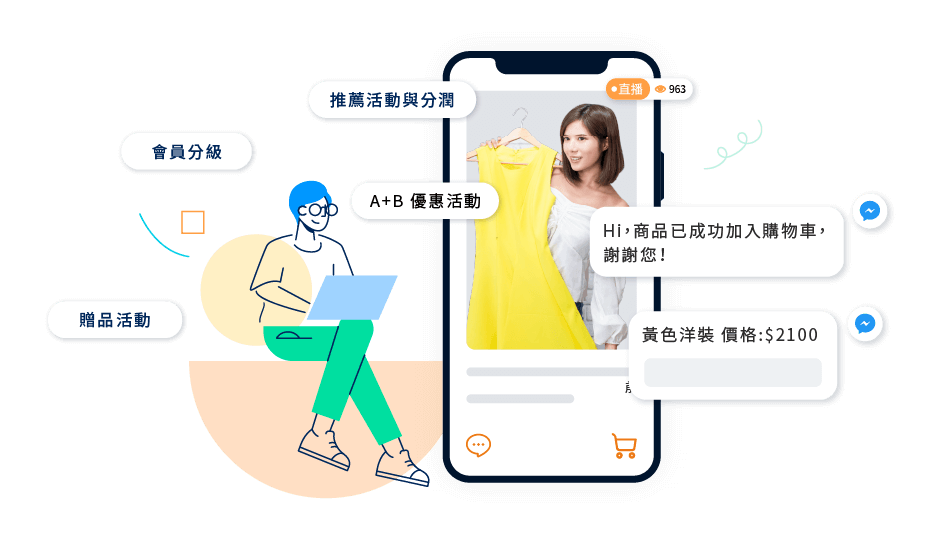 推薦活動與分潤
直播
963
會員分級
A+B 優惠活動
Hi,商品已成功加入購物車,
謝謝您!
贈品活動
黃色洋裝 價格:$2100